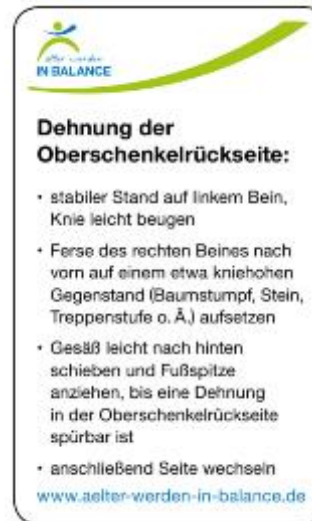 älter werden
IN BALANCE
Dehnung der
Oberschenkelrückseite:
• stabiler Stand auf linkem Bein,
Knie leicht beugen
• Ferse des rechten Beines nach
vorn auf einem etwa kniehohen
Gegenstand (Baumstumpf, Stein,
Treppenstufe o. Ä.) aufsetzen
• Gesäß leicht nach hinten
schieben und Fußspitze
anziehen, bis eine Dehnung
in der Oberschenkelrückseite
spürbar ist
• anschließend Seite wechseln
www.aelter-werden-in-balance.de